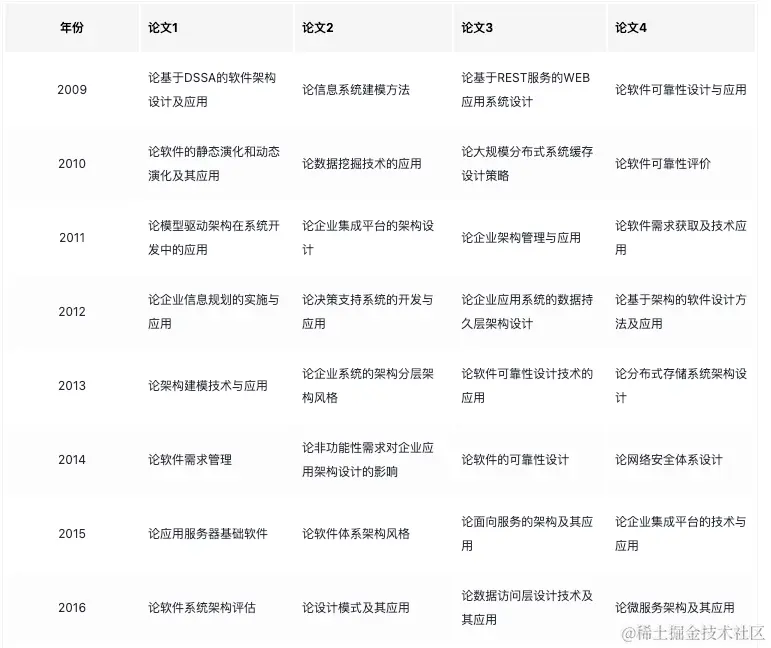 年份 论文1 论文2 论文3 论文4
2009 论基于DSSA的软件架构设计及应用 论信息系统建模方法 论基于REST服务的WEB应用系统设计 论软件可靠性设计与应用
2010 论软件的静态演化和动态演化及其应用 论数据挖掘技术的应用 论大规模分布式系统缓存设计策略 论软件可靠性评价
2011 论模型驱动架构在系统开发中的应用 论企业集成平台的架构设计 论企业架构管理与应用 论软件需求获取及技术应用
2012 论企业信息规划的实施与应用 论决策支持系统的开发与应用 论企业应用系统的数据持久层架构设计 论基于架构的软件设计方法及应用
2013 论架构建模技术与应用 论企业系统的架构分层架构风格 论软件可靠性设计技术的应用 论分布式存储系统架构设计
2014 论软件需求管理 论非功能性需求对企业应用架构设计的影响 论软件的可靠性设计 论网络安全体系设计
2015 论应用服务器基础软件 论软件体系架构风格 论面向服务的架构及其应用 论企业集成平台的技术与应用
2016 论软件系统架构评估 论设计模式及其应用 论数据访问层设计技术及其应用 论微服务架构及其应用
@稀土掘金技术社区